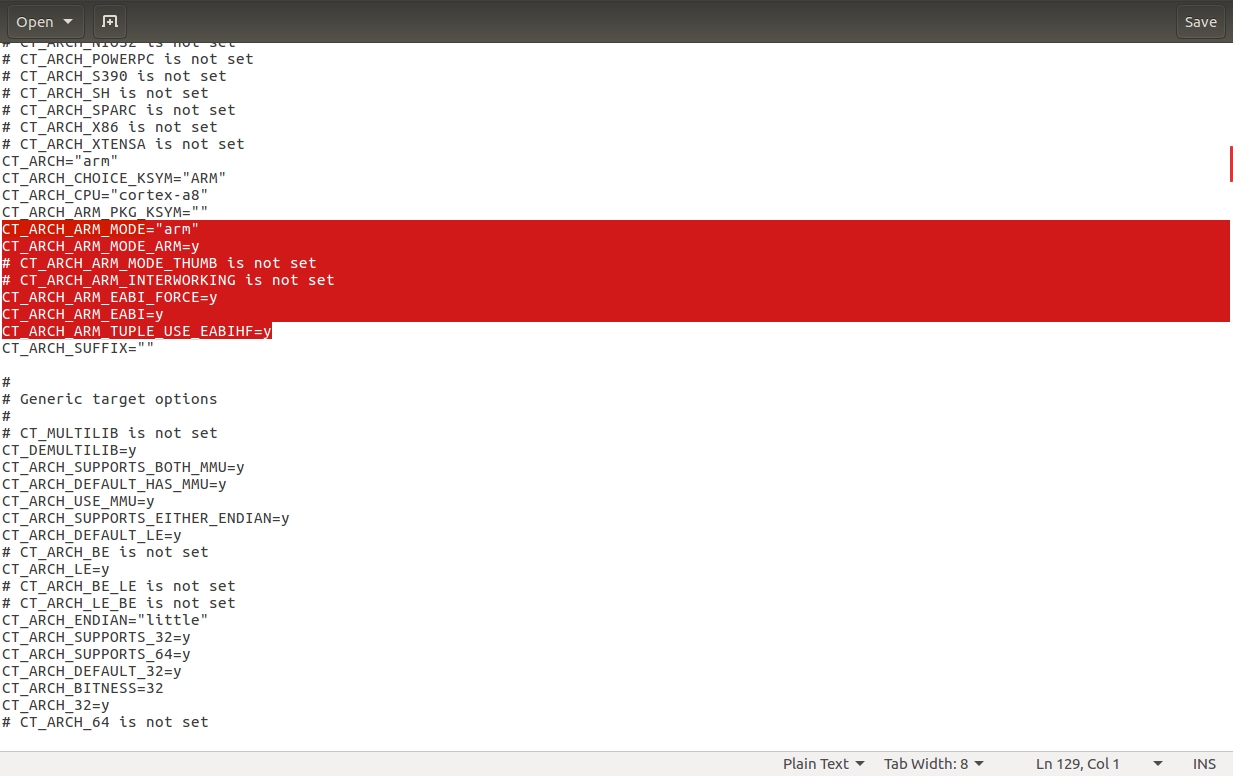 Open
Save
# CT_ARCH_NIOS2 is not set
# CT_ARCH_POWERPC is not set
# CT_ARCH_S390 is not set
# CT_ARCH_SH is not set
# CT_ARCH_SPARC is not set
# CT_ARCH_X86 is not set
# CT_ARCH_XTENSA is not set
CT_ARCH="arm"
CT_ARCH_CHOICE_KSYM="ARM"
CT_ARCH_CPU="cortex-a8"
CT_ARCH_ARM_PKG_KSYM=""
CT_ARCH_ARM_MODE="arm"
CT_ARCH_ARM_MODE_ARM=y
# CT_ARCH_ARM_MODE_THUMB is not set
# CT_ARCH_ARM_INTERWORKING is not set
CT_ARCH_ARM_EABI_FORCE=y
CT_ARCH_ARM_EABI=y
CT_ARCH_ARM_TUPLE_USE_EABIHF=y
CT_ARCH_SUFFIX=""
#
# Generic target options
#
# CT_MULTILIB is not set
CT_DEMULTILIB=y
CT_ARCH_SUPPORTS_BOTH_MMU=y
CT_ARCH_DEFAULT_HAS_MMU=y
CT_ARCH_USE_MMU=y
CT_ARCH_SUPPORTS_EITHER_ENDIAN=y
CT_ARCH_DEFAULT_LE=y
# CT_ARCH_BE is not set
CT_ARCH_LE=y
# CT_ARCH_BE_LE is not set
# CT_ARCH_LE_BE is not set
CT_ARCH_ENDIAN="little"
CT_ARCH_SUPPORTS_32=y
CT_ARCH_SUPPORTS_64=y
CT_ARCH_DEFAULT_32=y
CT_ARCH_BITNESS=32
CT_ARCH_32=y
# CT_ARCH_64 is not set
Plain Text Tab Width: 8 Ln 129, Col 1 INS